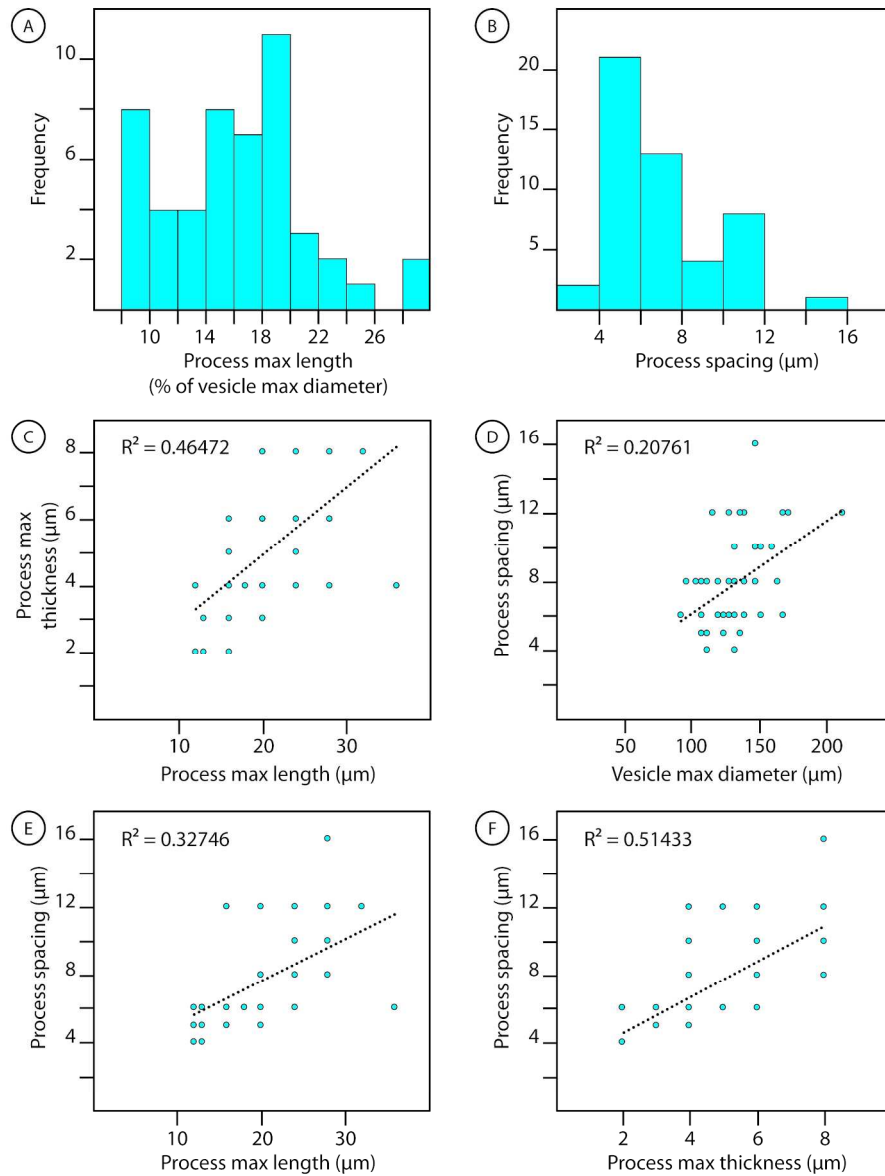 A
Frequency
10
6
2
10 14 18 22 26
Process max length
(% of vesicle max diameter)
B
Frequency
20
15
10
5
4 8 12 16
Process spacing (µm)
C
R² = 0.46472
Process max
thickness (µm)
8
6
4
2
10 20 30
Process max length (µm)
D
R² = 0.20761
Process spacing (µm)
16
12
8
4
50 100 150 200
Vesicle max diameter (µm)
E
R² = 0.32746
Process spacing (µm)
16
12
8
4
10 20 30
Process max length (µm)
F
R² = 0.51433
Process spacing (µm)
16
12
8
4
2 4 6 8
Process max thickness (µm)